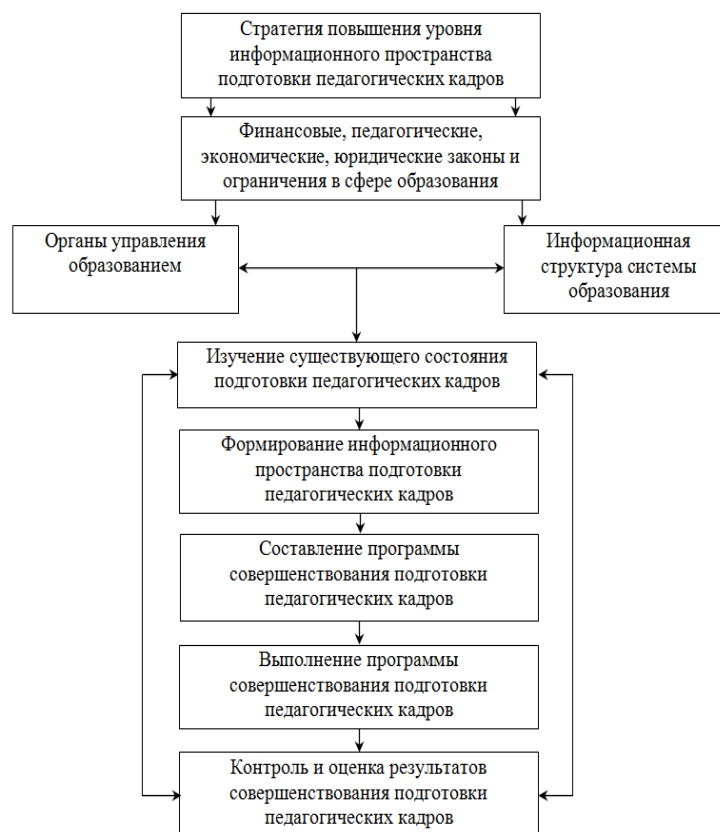 Стратегия повышения уровня
информационного пространства
подготовки педагогических кадров
Финансовые, педагогические,
экономические, юридические законы и
ограничения в сфере образования
Органы управления
образованием
Информационная
структура системы
образования
Изучение существующего состояния
подготовки педагогических кадров
Формирование информационного
пространства подготовки
педагогических кадров
Составление программы
совершенствования подготовки
педагогических кадров
Выполнение программы
совершенствования подготовки
педагогических кадров
Контроль и оценка результатов
совершенствования подготовки
педагогических кадров